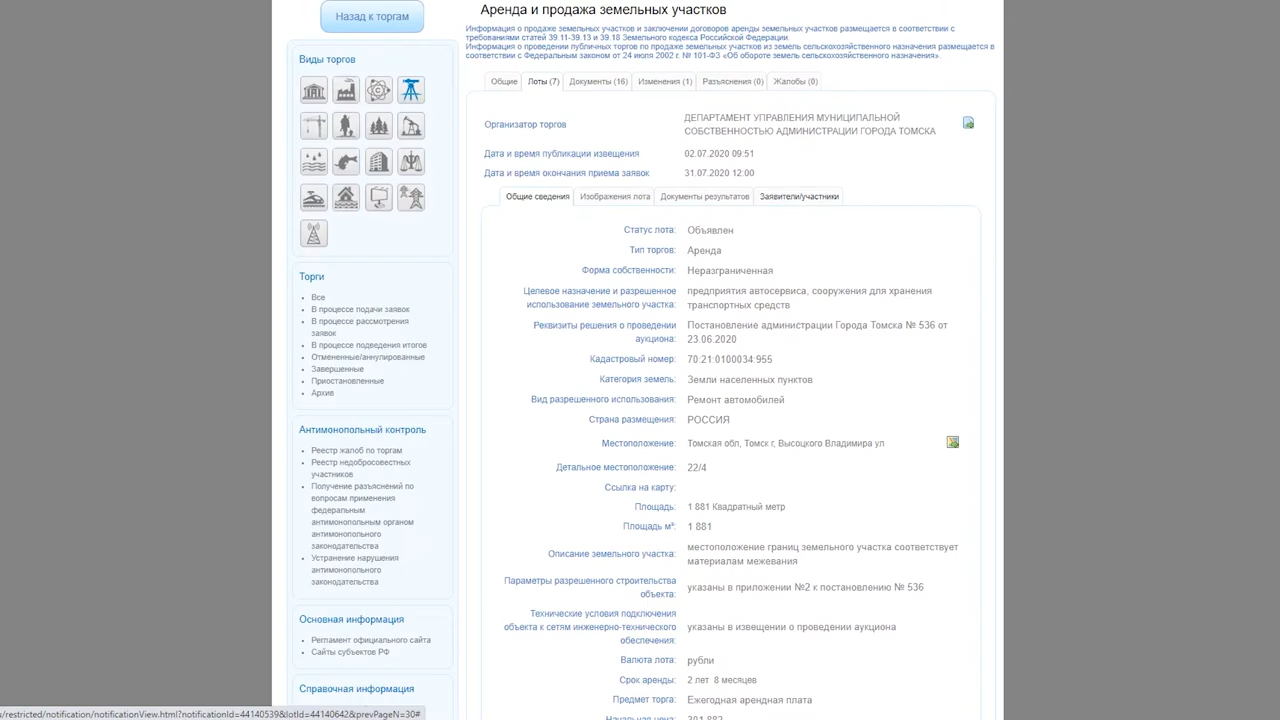 Назад к торгам
Аренда и продажа земельных участков
Информация о продаже земельных участков и заключении договоров аренды земельных участков размещается в соответствии с
требованиями статей 39.11-39.13 и 39.18 Земельного кодекса Российской Федерации.
Информация о проведении публичных торгов по продаже земельных участков из земель сельскохозяйственного назначения размещается в
соответствии с Федеральным законом от 24 июля 2002 г. № 101-ФЗ «Об обороте земель сельскохозяйственного назначения».
Виды торгов
Торги
Все
В процессе подачи заявок
В процессе рассмотрения
заявок
В процессе подведения итогов
Отмененные/аннулированные
Завершенные
Приостановленные
Архив
Антимонопольный контроль
Реестр жалоб по торгам
Реестр недобросовестных
участников
Получение разъяснений по
вопросам применения
федеральным
антимонопольным органом
антимонопольного
законодательства
Устранение нарушения
антимонопольного
законодательства
Основная информация
Регламент официального сайта
Сайты субъектов РФ
Справочная информация
Общие Лоты (7) Документы (16) Изменения (1) Разъяснения (0) Жалобы (0)
Организатор торгов ДЕПАРТАМЕНТ УПРАВЛЕНИЯ МУНИЦИПАЛЬНОЙ
СОБСТВЕННОСТЬЮ АДМИНИСТРАЦИИ ГОРОДА ТОМСКА
Дата и время публикации извещения 02.07.2020 09:51
Дата и время окончания приема заявок 31.07.2020 12:00
Общие сведения Изображения лота Документы результатов Заявители/участники
Статус лота: Объявлен
Тип торгов: Аренда
Форма собственности: Неразграниченная
Целевое назначение и разрешенное предприятия автосервиса, сооружения для хранения
использование земельного участка: транспортных средств
Реквизиты решения о проведении Постановление администрации Города Томска № 536 от
аукциона: 23.06.2020
Кадастровый номер: 70:21:0100034:955
Категория земель: Земли населенных пунктов
Вид разрешенного использования: Ремонт автомобилей
Страна размещения: РОССИЯ
Местоположение: Томская обл, Томск г, Высоцкого Владимира ул
Детальное местоположение: 22/4
Ссылка на карту:
Площадь: 1 881 Квадратный метр
Площадь м²: 1 881
Описание земельного участка: местоположение границ земельного участка соответствует
материалам межевания
Параметры разрешенного строительства
объекта: указаны в приложении №2 к постановлению № 536
Технические условия подключения
объекта к сетям инженерно-технического указаны в извещении о проведении аукциона
обеспечения:
Валюта лота: рубли
Срок аренды: 2 лет 8 месяцев
Предмет торга: Ежегодная арендная плата
Начальная цена: 301 882
s/restricted/notification/notificationView.html?notificationId=44140539&lotId=44140642&prevPageN=30#